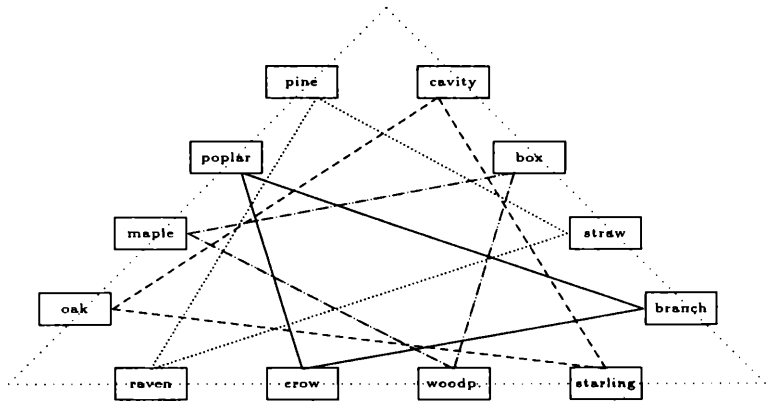 pine cavity
poplar box
maple straw
oak branch
raven crow woodp. starling